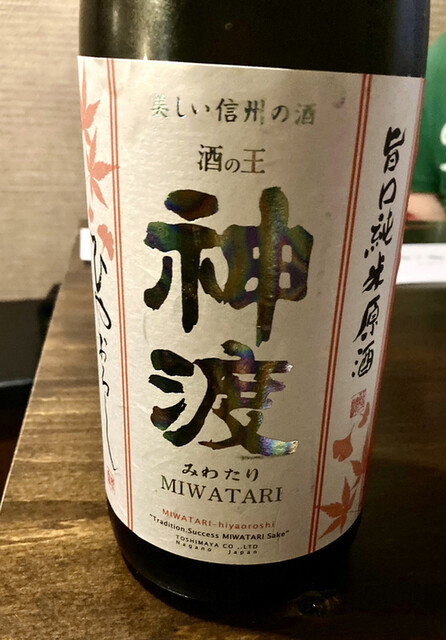 美しい信州の酒
酒の王
神渡
みわたり
MIWATARI
MIWATARI-hiyaoroshi
"Tradition,Success MIWATARI Sake"
TOSHIMAYA CO.,LTD
Nagano Japan
旨口純米原酒
ひやおろし